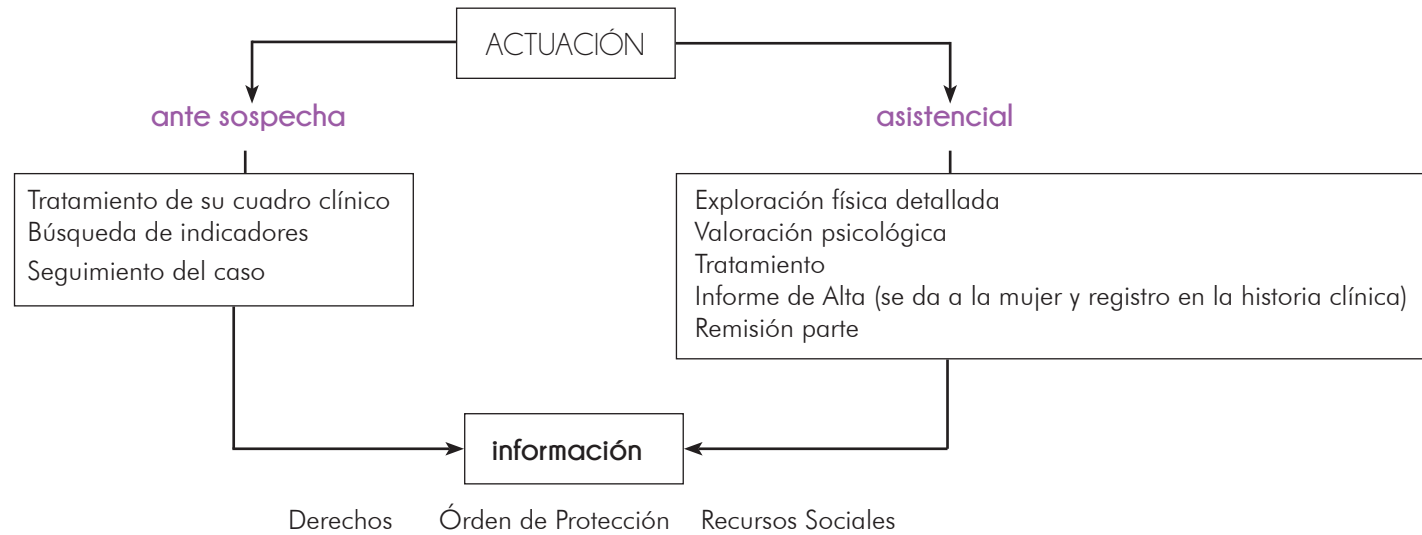 ACTUACIÓN
ante sospecha
asistencial
Tratamiento de su cuadro clínico
Búsqueda de indicadores
Seguimiento del caso
Exploración física detallada
Valoración psicológica
Tratamiento
Informe de Alta (se da a la mujer y registro en la historia clínica)
Remisión parte
información
Derechos Órden de Protección Recursos Sociales